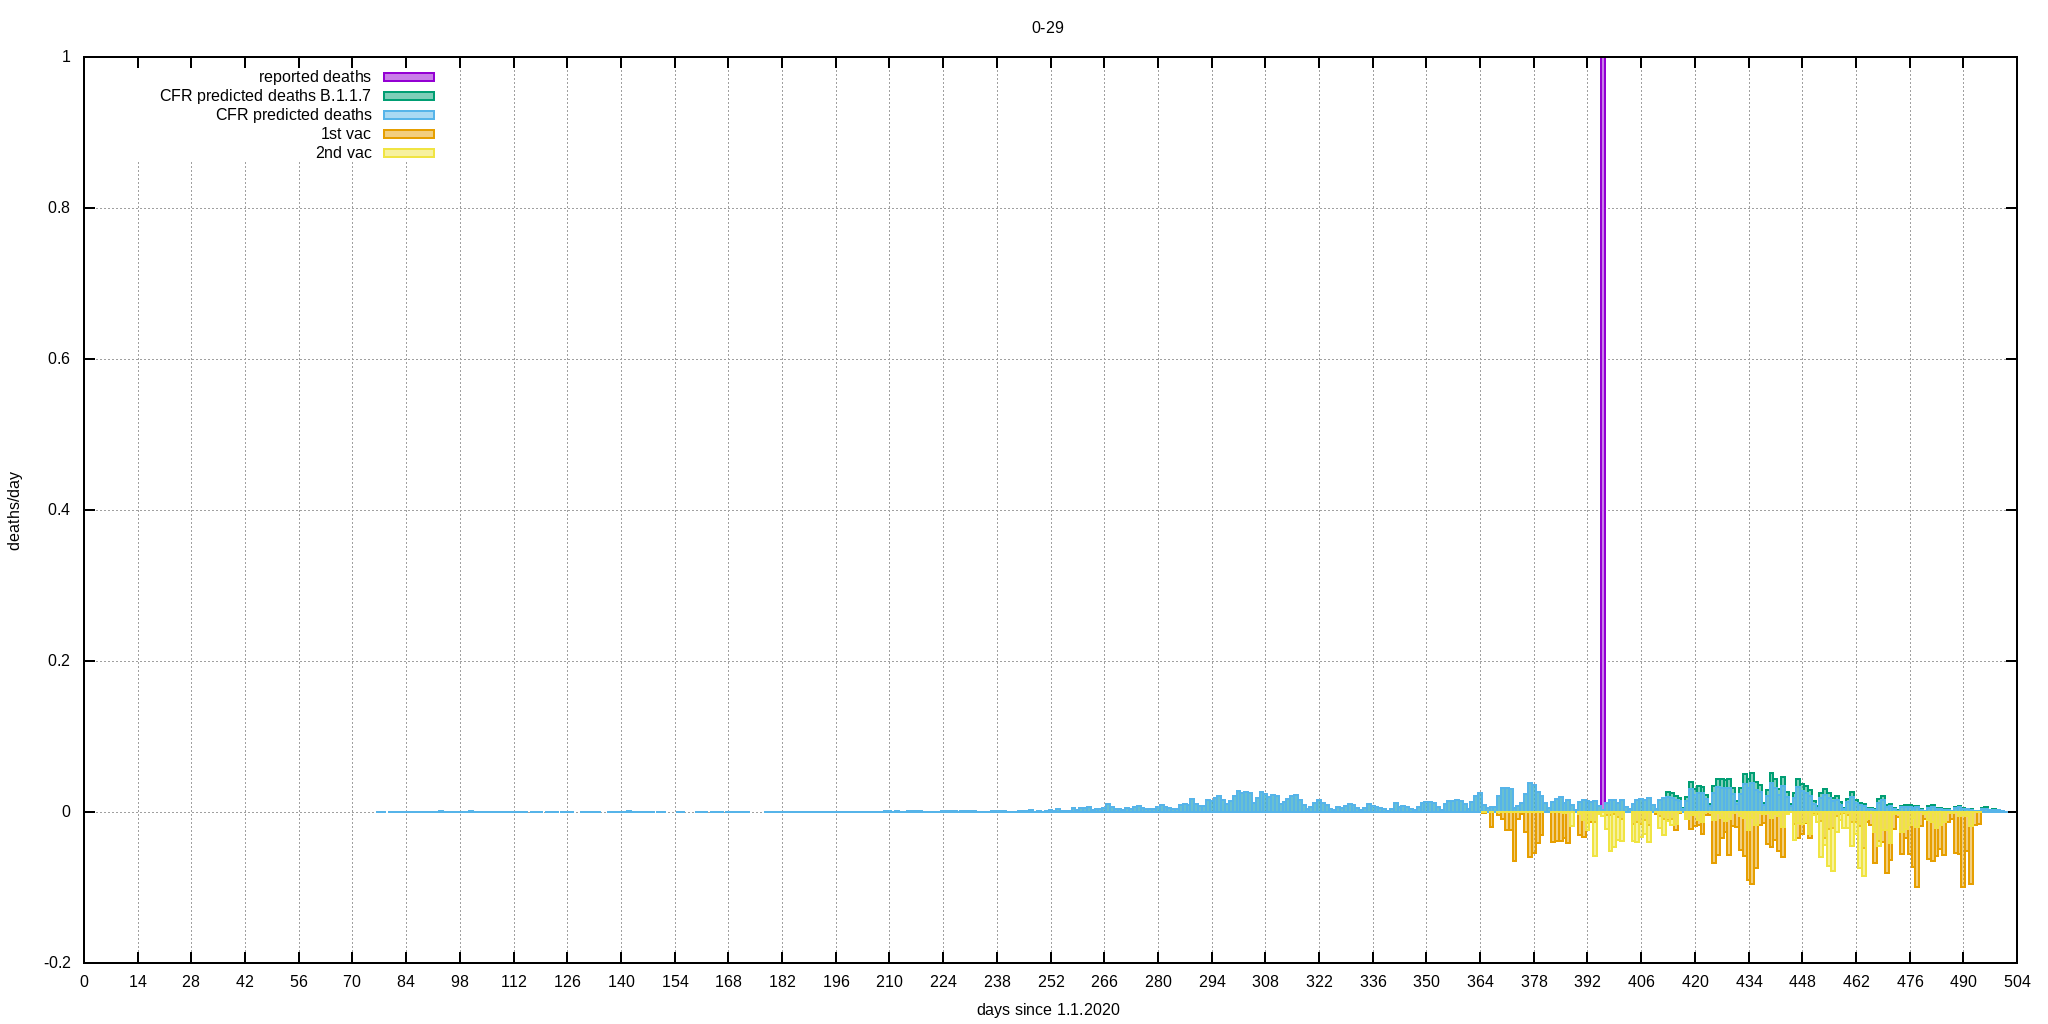 0-29
1
reported deaths
CFR predicted deaths B.1.1.7
CFR predicted deaths
1st vac
2nd vac
0.8
0.6
0.4
deaths/day
0.2
0
-0.2
0 14 28 42 56 70 84 98 112 126 140 154 168 182 196 210 224 238 252 266 280 294 308 322 336 350 364 378 392 406 420 434 448 462 476 490 504
days since 1.1.2020